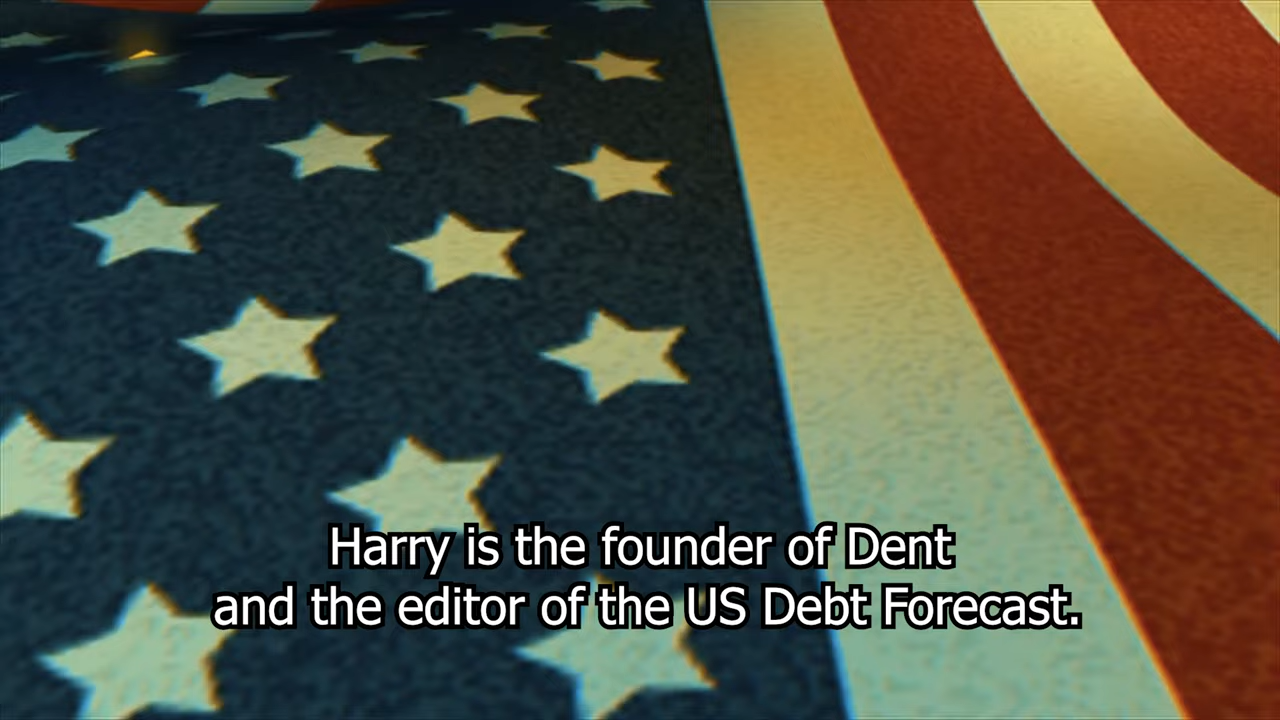 Harry is the founder of Dent
and the editor of the US Debt Forecast.